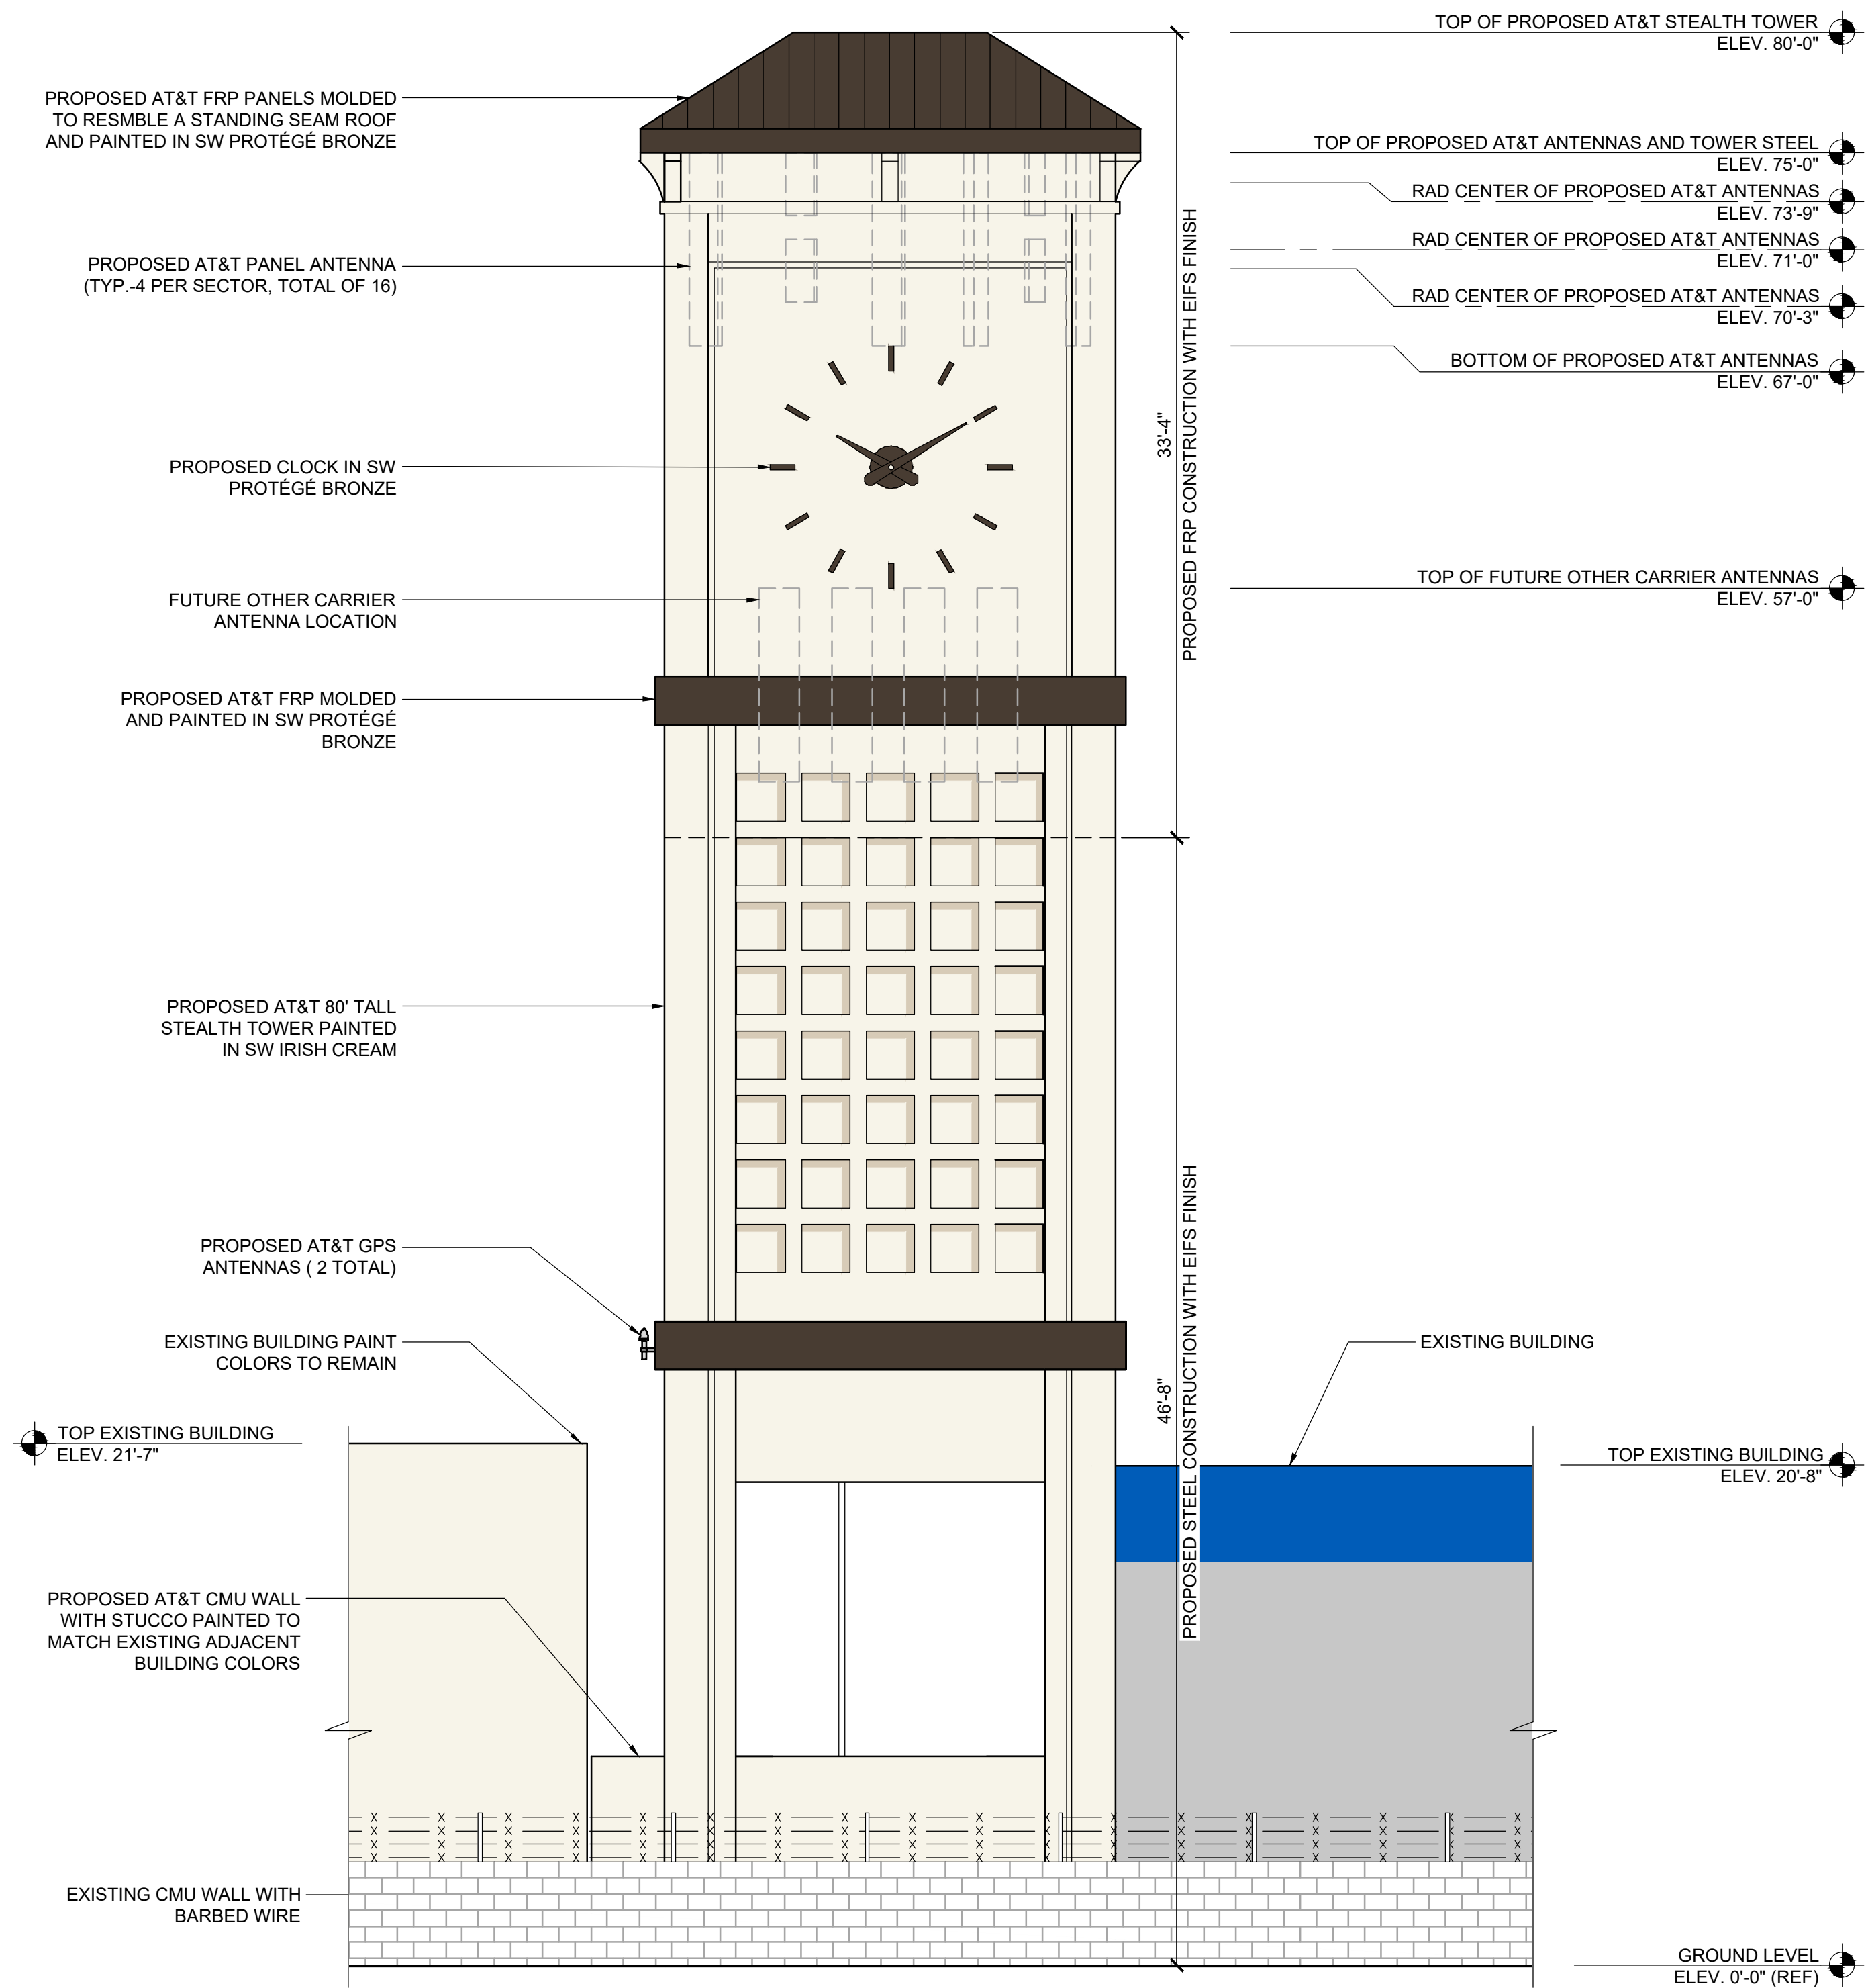 TOP OF PROPOSED AT&T STEALTH TOWER
ELEV. 80'-0"
PROPOSED AT&T FRP PANELS MOLDED
TO RESMBLE A STANDING SEAM ROOF
AND PAINTED IN SW PROTÉGÉ BRONZE
TOP OF PROPOSED AT&T ANTENNAS AND TOWER STEEL
ELEV. 75'-0"
RAD CENTER OF PROPOSED AT&T ANTENNAS
ELEV. 73'-9"
RAD CENTER OF PROPOSED AT&T ANTENNAS
ELEV. 71'-0"
PROPOSED AT&T PANEL ANTENNA
(TYP.-4 PER SECTOR, TOTAL OF 16)
RAD CENTER OF PROPOSED AT&T ANTENNAS
ELEV. 70'-3"
BOTTOM OF PROPOSED AT&T ANTENNAS
ELEV. 67'-0"
33'-4"
PROPOSED FRP CONSTRUCTION WITH EIFS FINISH
PROPOSED CLOCK IN SW
PROTÉGÉ BRONZE
TOP OF FUTURE OTHER CARRIER ANTENNAS
ELEV. 57'-0"
FUTURE OTHER CARRIER
ANTENNA LOCATION
PROPOSED AT&T FRP MOLDED
AND PAINTED IN SW PROTÉGÉ
BRONZE
PROPOSED AT&T 80' TALL
STEALTH TOWER PAINTED
IN SW IRISH CREAM
PROPOSED AT&T GPS
ANTENNAS ( 2 TOTAL)
46'-8"
PROPOSED STEEL CONSTRUCTION WITH EIFS FINISH
EXISTING BUILDING PAINT
COLORS TO REMAIN
EXISTING BUILDING
TOP EXISTING BUILDING
ELEV. 21'-7"
TOP EXISTING BUILDING
ELEV. 20'-8"
PROPOSED AT&T CMU WALL
WITH STUCCO PAINTED TO
MATCH EXISTING ADJACENT
BUILDING COLORS
EXISTING CMU WALL WITH
BARBED WIRE
GROUND LEVEL
ELEV. 0'-0" (REF)